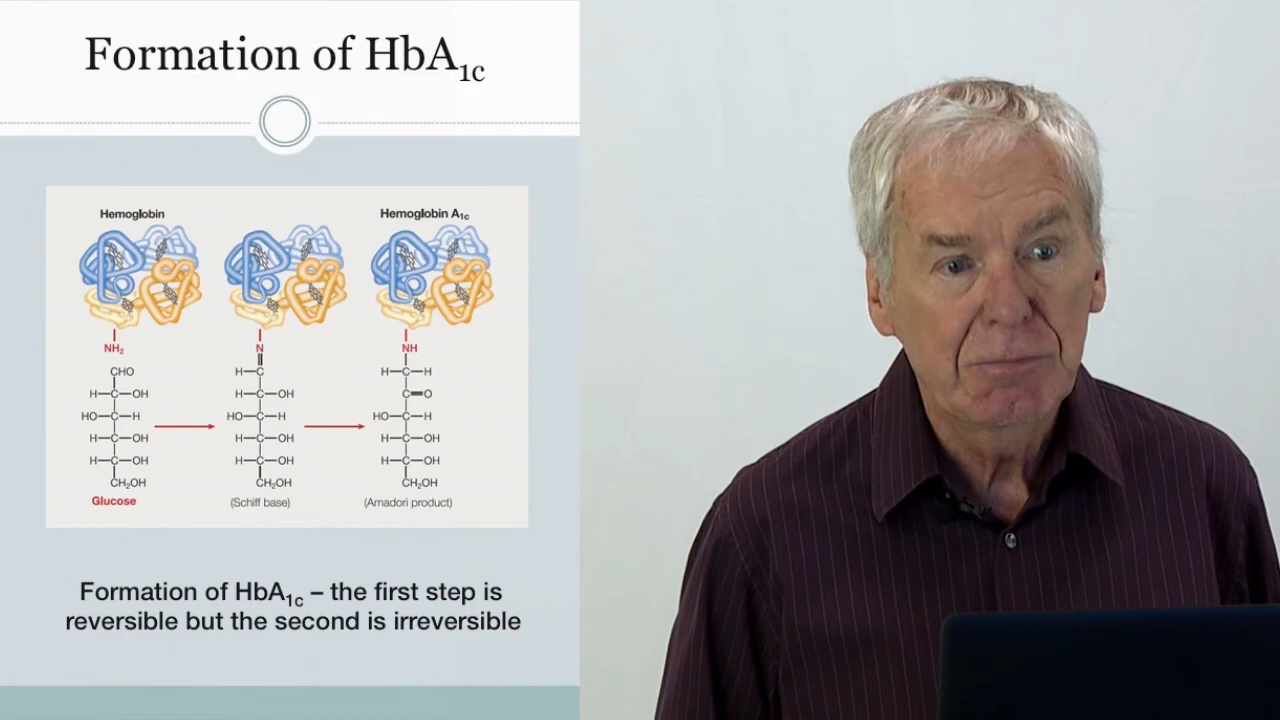 Formation of HbA1c
Hemoglobin
Hemoglobin A1c
NH2
N
NH
CHO
H—C
H—C—H
H—C—OH
H—C—OH
C=O
HO—C—H
HO—C—H
HO—C—H
H—C—OH
H—C—OH
H—C—OH
H—C—OH
H—C—OH
H—C—OH
CH2OH
CH2OH
CH2OH
Glucose
(Schiff base)
(Amadori product)
Formation of HbA1c – the first step is
reversible but the second is irreversible